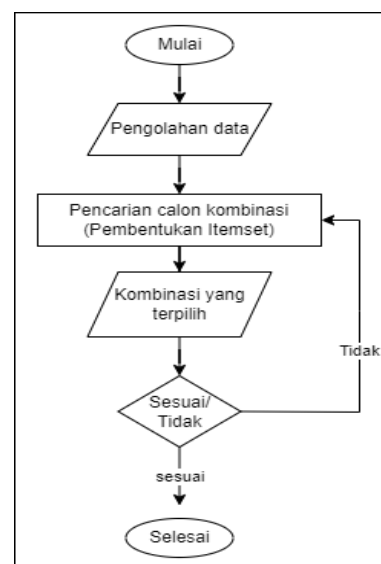 Mulai
Pengolahan data
Pencarian calon kombinasi
(Pembentukan Itemset)
Kombinasi yang
terpilih
Tidak
Sesuai/
Tidak
sesuai
Selesai